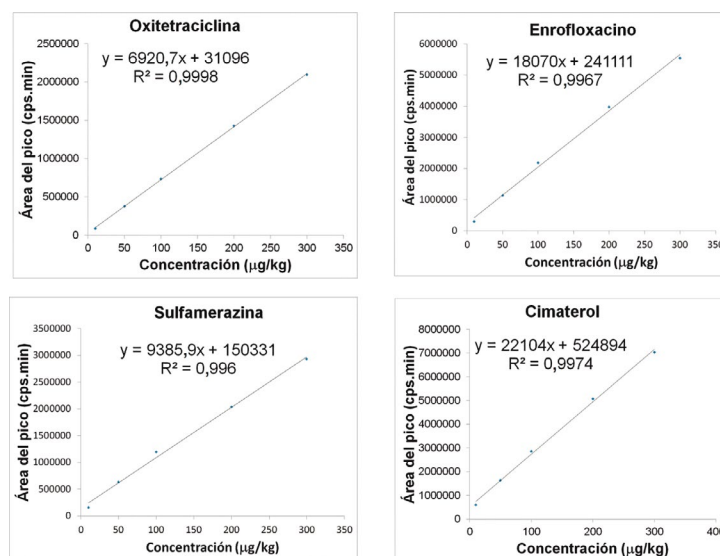 Oxitetraciclina
y = 6920,7x + 31096
R² = 0,9998
Área del pico (cps.min)
2500000
2000000
1500000
1000000
500000
0
0 50 100 150 200 250 300 350
Concentración (µg/kg)
Enrofloxacino
y = 18070x + 241111
R² = 0,9967
Área del pico (cps.min)
6000000
5000000
4000000
3000000
2000000
1000000
0
0 50 100 150 200 250 300 350
Concentración (µg/kg)
Sulfamerazina
y = 9385,9x + 150331
R² = 0,996
Área del pico (cps.min)
3500000
3000000
2500000
2000000
1500000
1000000
500000
0
0 50 100 150 200 250 300 350
Concentración (µg/kg)
Cimaterol
y = 22104x + 524894
R² = 0,9974
Área del pico (cps.min)
8000000
7000000
6000000
5000000
4000000
3000000
2000000
1000000
0
0 100 200 300 400
Concentración (µg/kg)